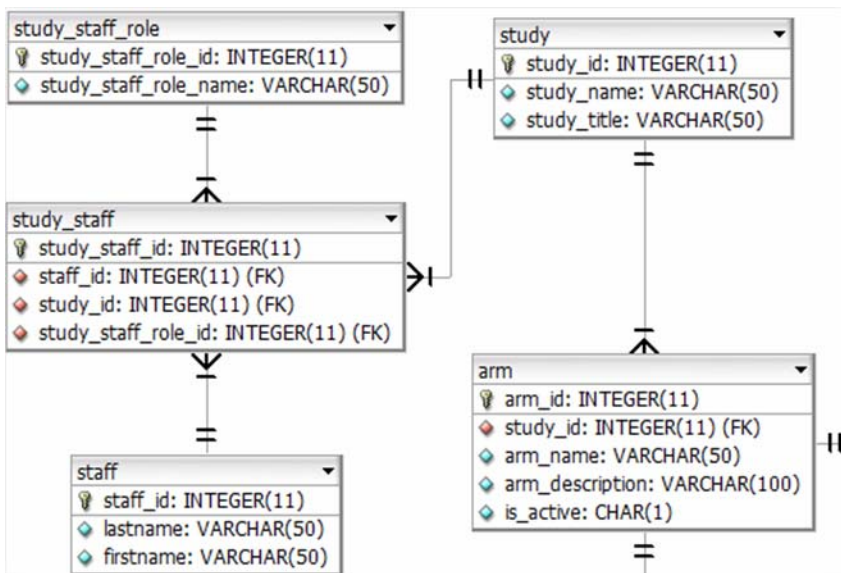 study_staff_role
study_staff_role_id: INTEGER(11)
study_staff_role_name: VARCHAR(50)
study
study_id: INTEGER(11)
study_name: VARCHAR(50)
study_title: VARCHAR(50)
study_staff
study_staff_id: INTEGER(11)
staff_id: INTEGER(11) (FK)
study_id: INTEGER(11) (FK)
study_staff_role_id: INTEGER(11) (FK)
arm
arm_id: INTEGER(11)
study_id: INTEGER(11) (FK)
arm_name: VARCHAR(50)
arm_description: VARCHAR(100)
is_active: CHAR(1)
staff
staff_id: INTEGER(11)
lastname: VARCHAR(50)
firstname: VARCHAR(50)